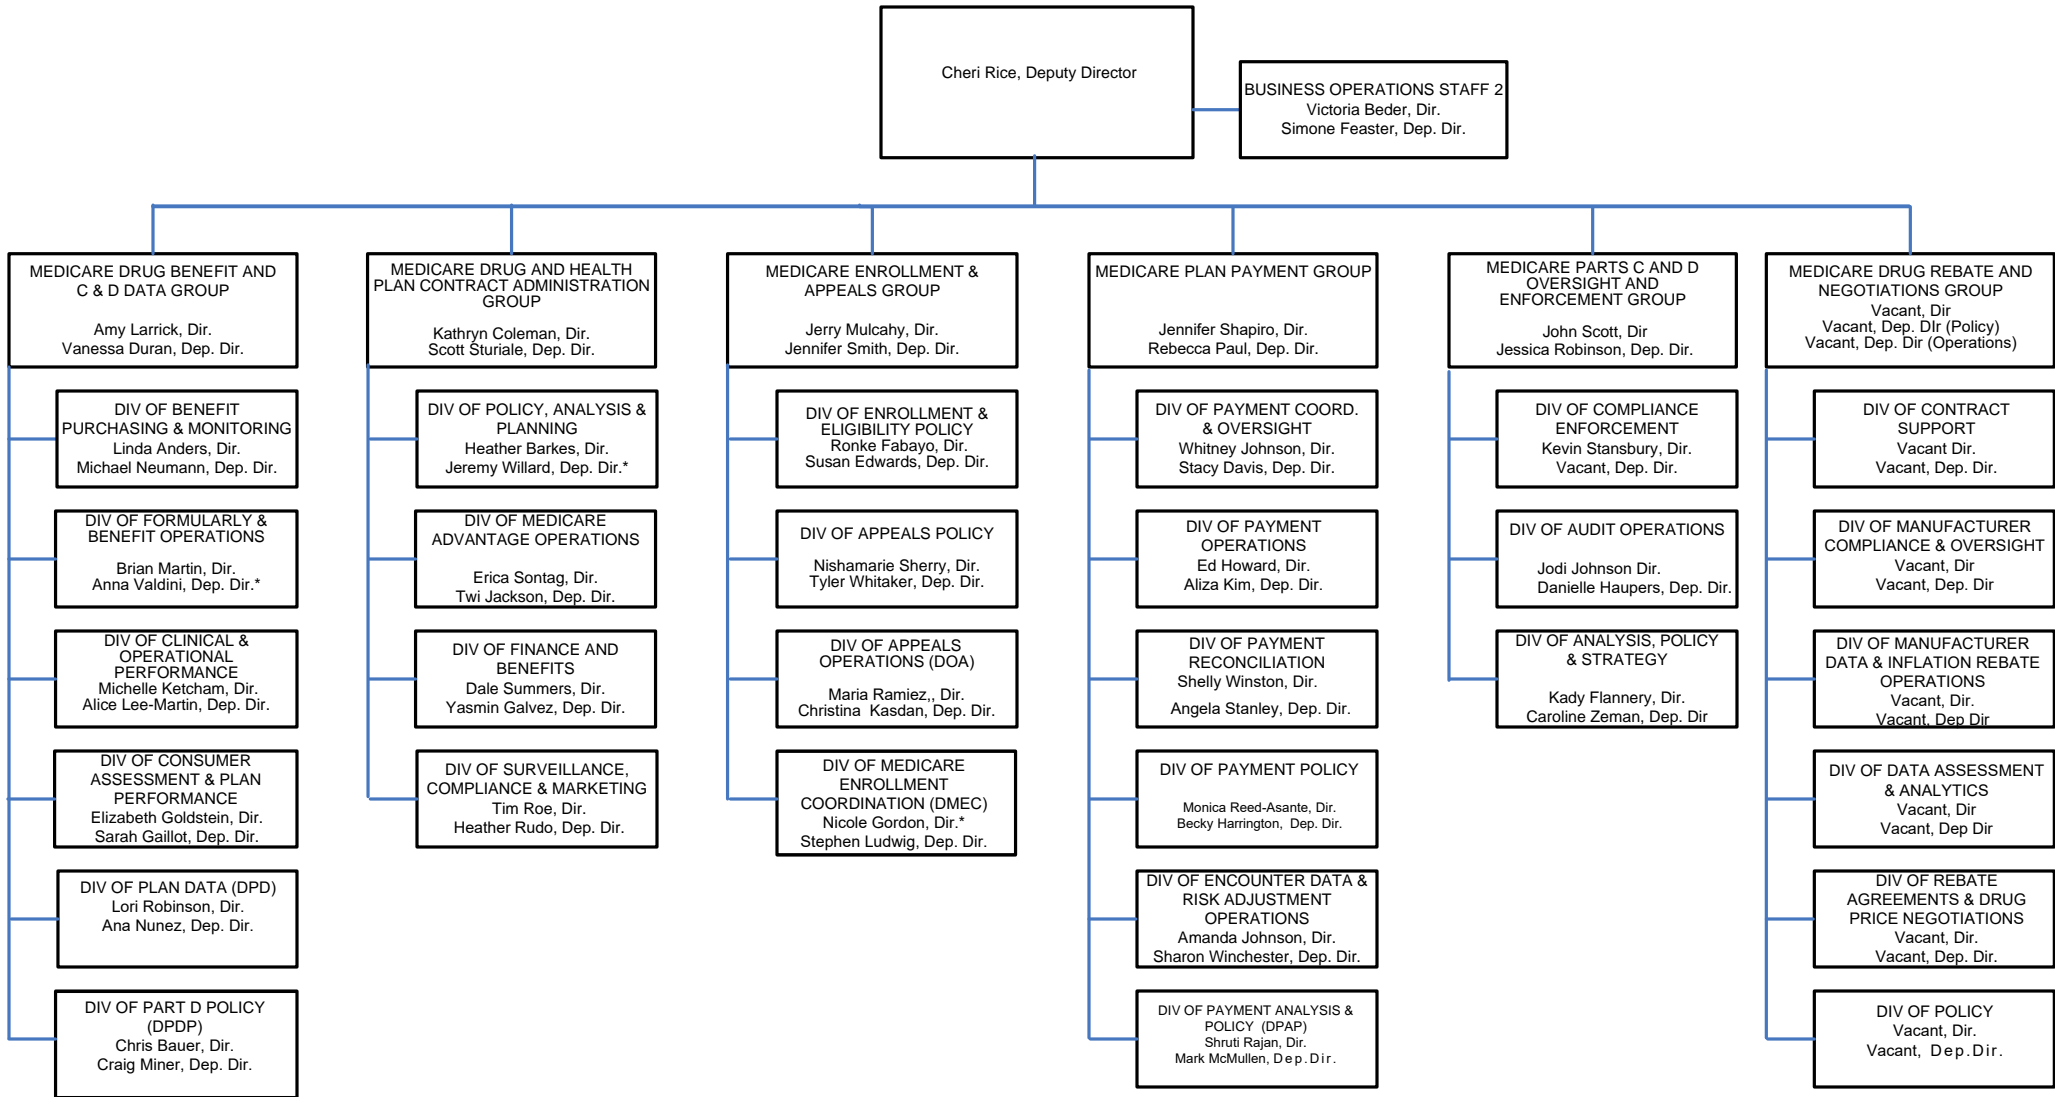 Cheri Rice, Deputy Director
BUSINESS OPERATIONS STAFF 2
Victoria Beder, Dir.
Simone Feaster, Dep. Dir.
MEDICARE DRUG BENEFIT AND
C & D DATA GROUP
Amy Larrick, Dir.
Vanessa Duran, Dep. Dir.
DIV OF BENEFIT
PURCHASING & MONITORING
Linda Anders, Dir.
Michael Neumann, Dep. Dir.
DIV OF FORMULARLY &
BENEFIT OPERATIONS
Brian Martin, Dir.
Anna Valdini, Dep. Dir.*
DIV OF CLINICAL &
OPERATIONAL
PERFORMANCE
Michelle Ketcham, Dir.
Alice Lee-Martin, Dep. Dir.
DIV OF CONSUMER
ASSESSMENT & PLAN
PERFORMANCE
Elizabeth Goldstein, Dir.
Sarah Gaillot, Dep. Dir.
DIV OF PLAN DATA (DPD)
Lori Robinson, Dir.
Ana Nunez, Dep. Dir.
DIV OF PART D POLICY
(DPDP)
Chris Bauer, Dir.
Craig Miner, Dep. Dir.
MEDICARE DRUG AND HEALTH
PLAN CONTRACT ADMINISTRATION
GROUP
Kathryn Coleman, Dir.
Scott Sturiale, Dep. Dir.
DIV OF POLICY, ANALYSIS &
PLANNING
Heather Barkes, Dir.
Jeremy Willard, Dep. Dir.*
DIV OF MEDICARE
ADVANTAGE OPERATIONS
Erica Sontag, Dir.
Twi Jackson, Dep. Dir.
DIV OF FINANCE AND
BENEFITS
Dale Summers, Dir.
Yasmin Galvez, Dep. Dir.
DIV OF SURVEILLANCE,
COMPLIANCE & MARKETING
Tim Roe, Dir.
Heather Rudo, Dep. Dir.
MEDICARE ENROLLMENT &
APPEALS GROUP
Jerry Mulcahy, Dir.
Jennifer Smith, Dep. Dir.
DIV OF ENROLLMENT &
ELIGIBILITY POLICY
Ronke Fabayo, Dir.
Susan Edwards, Dep. Dir.
DIV OF APPEALS POLICY
Nishamarie Sherry, Dir.
Tyler Whitaker, Dep. Dir.
DIV OF APPEALS
OPERATIONS (DOA)
Maria Ramiez,, Dir.
Christina Kasdan, Dep. Dir.
DIV OF MEDICARE
ENROLLMENT
COORDINATION (DMEC)
Nicole Gordon, Dir.*
Stephen Ludwig, Dep. Dir.
MEDICARE PLAN PAYMENT GROUP
Jennifer Shapiro, Dir.
Rebecca Paul, Dep. Dir.
DIV OF PAYMENT COORD.
& OVERSIGHT
Whitney Johnson, Dir.
Stacy Davis, Dep. Dir.
DIV OF PAYMENT
OPERATIONS
Ed Howard, Dir.
Aliza Kim, Dep. Dir.
DIV OF PAYMENT
RECONCILIATION
Shelly Winston, Dir.
Angela Stanley, Dep. Dir.
DIV OF PAYMENT POLICY
Monica Reed-Asante, Dir.
Becky Harrington, Dep. Dir.
DIV OF ENCOUNTER DATA &
RISK ADJUSTMENT
OPERATIONS
Amanda Johnson, Dir.
Sharon Winchester, Dep. Dir.
DIV OF PAYMENT ANALYSIS &
POLICY (DPAP)
Shruti Rajan, Dir.
Mark McMullen, Dep.Dir.
MEDICARE PARTS C AND D
OVERSIGHT AND
ENFORCEMENT GROUP
John Scott, Dir
Jessica Robinson, Dep. Dir.
DIV OF COMPLIANCE
ENFORCEMENT
Kevin Stansbury, Dir.
Vacant, Dep. Dir.
DIV OF AUDIT OPERATIONS
Jodi Johnson Dir.
Danielle Haupers, Dep. Dir.
DIV OF ANALYSIS, POLICY
& STRATEGY
Kady Flannery, Dir.
Caroline Zeman, Dep. Dir
MEDICARE DRUG REBATE AND
NEGOTIATIONS GROUP
Vacant, Dir
Vacant, Dep. DIr (Policy)
Vacant, Dep. Dir (Operations)
DIV OF CONTRACT
SUPPORT
Vacant Dir.
Vacant, Dep. Dir.
DIV OF MANUFACTURER
COMPLIANCE & OVERSIGHT
Vacant, Dir
Vacant, Dep. Dir
DIV OF MANUFACTURER
DATA & INFLATION REBATE
OPERATIONS
Vacant, Dir.
Vacant, Dep Dir
DIV OF DATA ASSESSMENT
& ANALYTICS
Vacant, Dir
Vacant, Dep Dir
DIV OF REBATE
AGREEMENTS & DRUG
PRICE NEGOTIATIONS
Vacant, Dir.
Vacant, Dep. Dir.
DIV OF POLICY
Vacant, Dir.
Vacant, Dep.Dir.